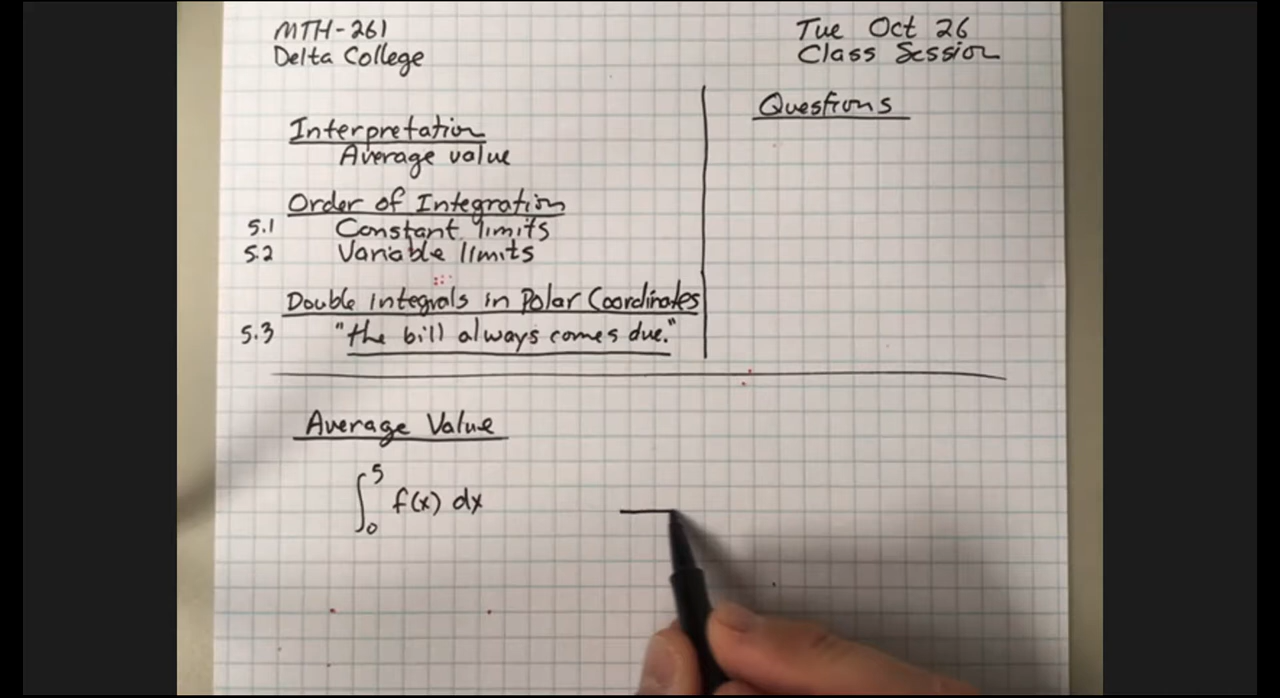 MTH-261
Delta College
Tue Oct 26
Class Session
Interpretation
Average value
Order of Integration
5.1 Constant limits
5.2 Variable limits
Double integrals in Polar Coordinates
5.3 "the bill always comes due."
Questions
Average Value
∫₀⁵ f(x) dx